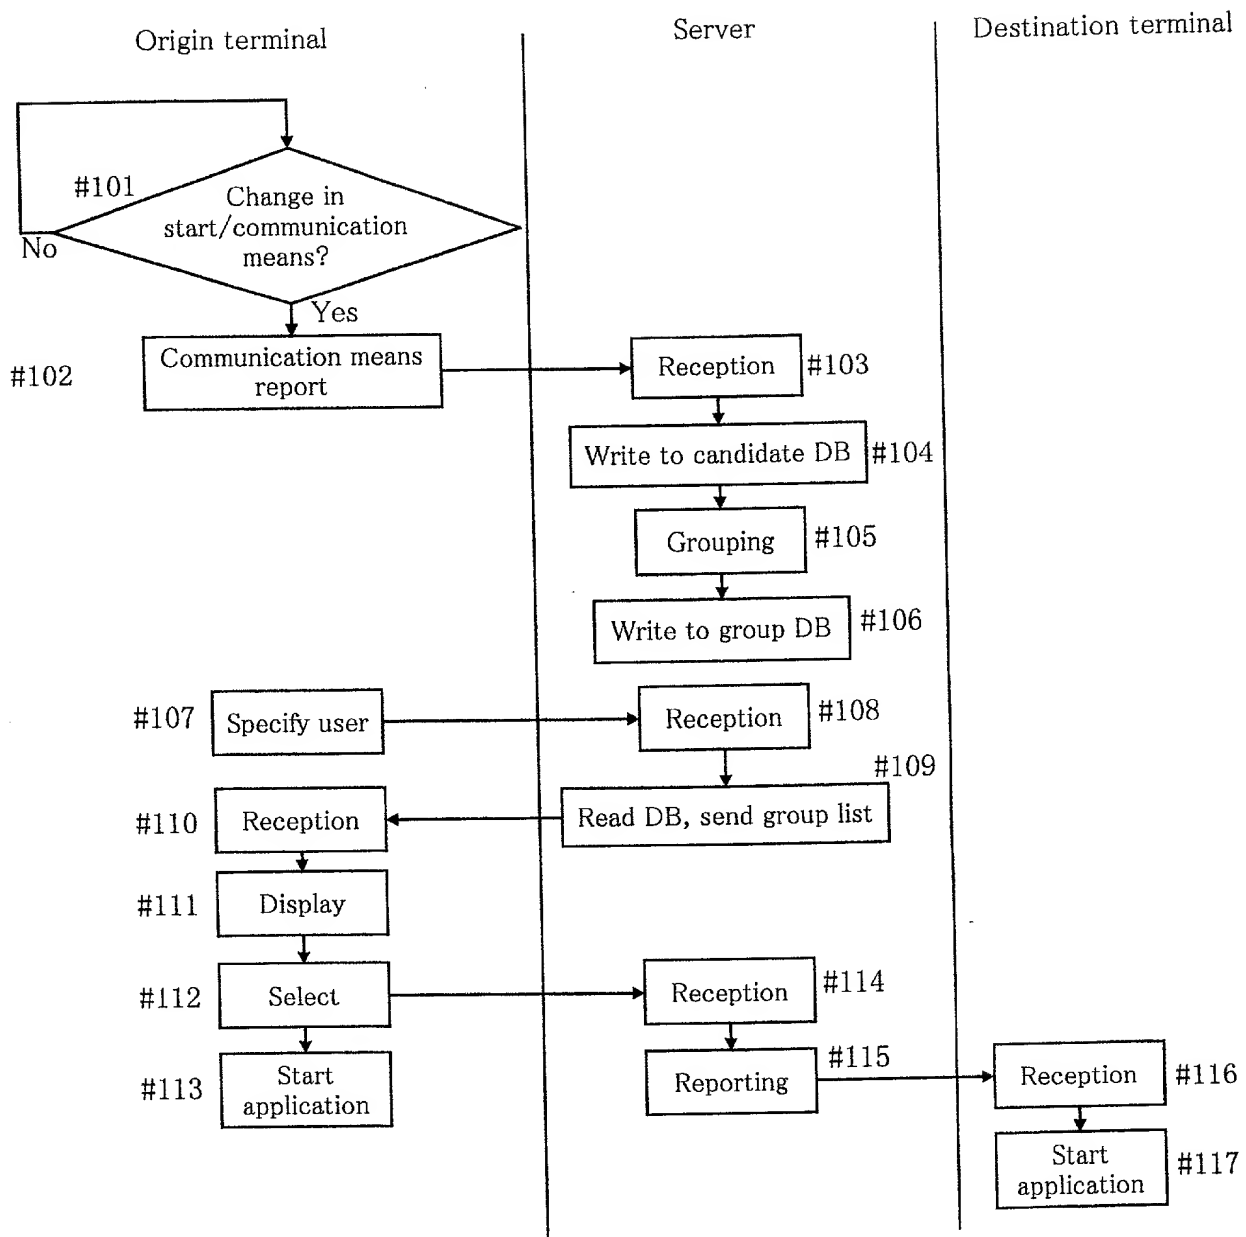 Origin terminal
Server
Destination terminal
#101
Change in
start/communication
means?
No
Yes
#102
Communication means
report
Reception
#103
Write to candidate DB
#104
Grouping
#105
Write to group DB
#106
#107
Specify user
Reception
#108
#109
Read DB, send group list
#110
Reception
#111
Display
#112
Select
Reception
#114
#113
Start
application
Reporting
#115
Reception
#116
Start
application
#117